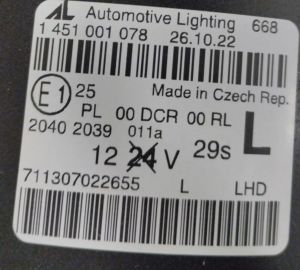 AL Automotive Lighting 668
1 451 001 078 26.10.22
E1 25 Made in Czech Rep.
PL 00 DCR 00 RL
2040 2039 011a L
12 24 V 29s
711307022655 L LHD